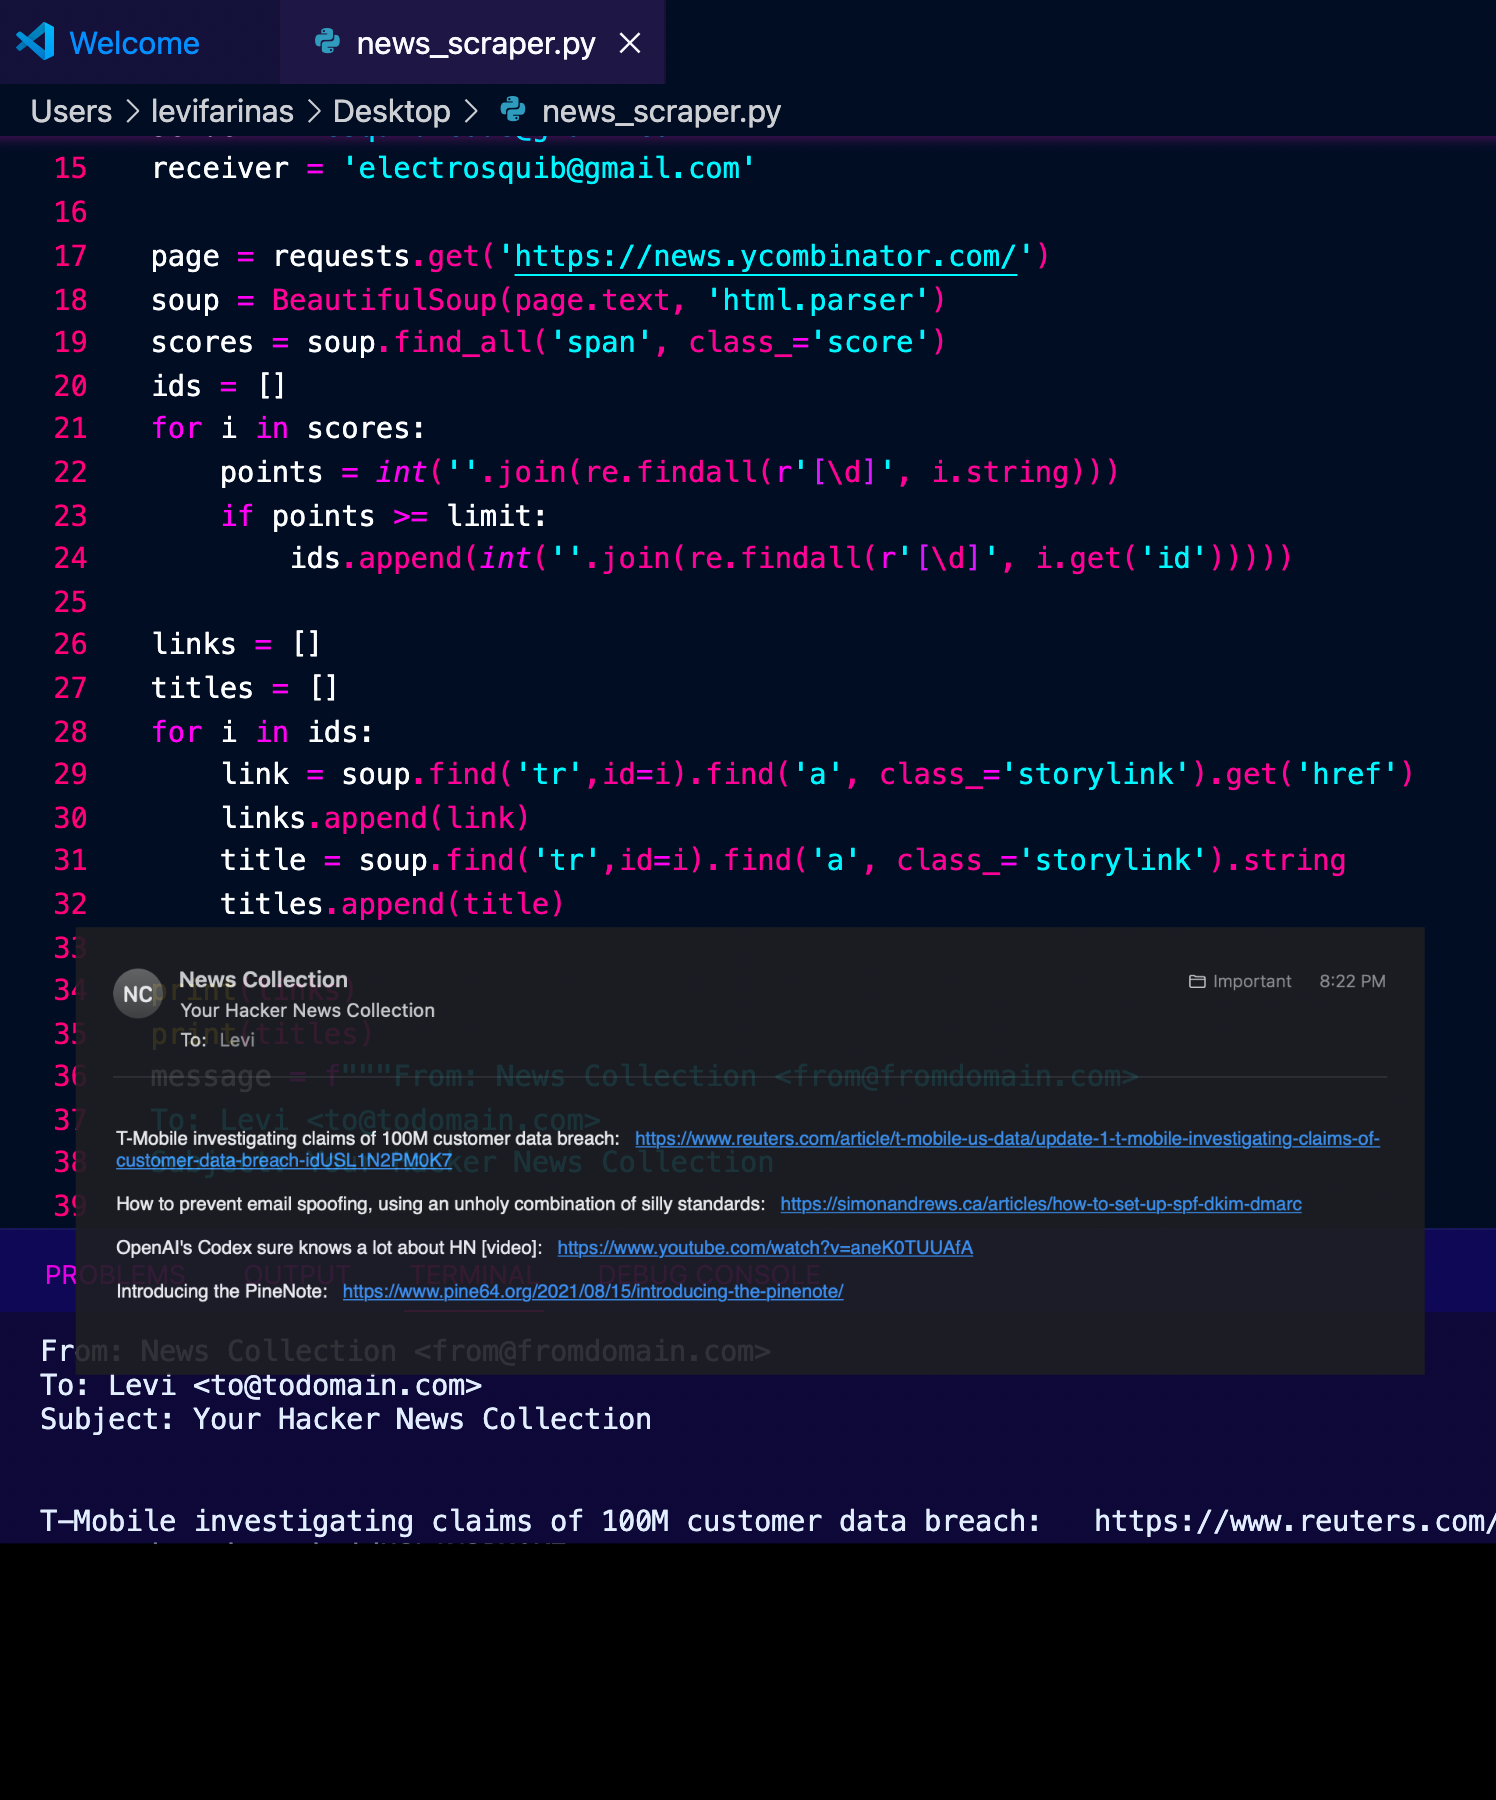 Welcome
news_scraper.py
Users > levifarinas > Desktop > news_scraper.py
15 receiver = 'electrosquib@gmail.com'
16
17 page = requests.get('https://news.ycombinator.com/')
18 soup = BeautifulSoup(page.text, 'html.parser')
19 scores = soup.find_all('span', class_='score')
20 ids = []
21 for i in scores:
22     points = int(''.join(re.findall(r'[\d]', i.string)))
23     if points >= limit:
24         ids.append(int(''.join(re.findall(r'[\d]', i.get('id')))))
25
26 links = []
27 titles = []
28 for i in ids:
29     link = soup.find('tr',id=i).find('a', class_='storylink').get('href')
30     links.append(link)
31     title = soup.find('tr',id=i).find('a', class_='storylink').string
32     titles.append(title)
33
34 print(links)
35 print(titles)
36 message = f"""From: News Collection <from@fromdomain.com>
37 To: Levi <to@todomain.com>
38 Subject: Your Hacker News Collection
39
NC
News Collection
Important 8:22 PM
Your Hacker News Collection
To: Levi
T-Mobile investigating claims of 100M customer data breach: https://www.reuters.com/article/t-mobile-us-data/update-1-t-mobile-investigating-claims-of-
customer-data-breach-idUSL1N2PM0K7
How to prevent email spoofing, using an unholy combination of silly standards: https://simonandrews.ca/articles/how-to-set-up-spf-dkim-dmarc
OpenAI's Codex sure knows a lot about HN [video]: https://www.youtube.com/watch?v=aneK0TUUAfA
Introducing the PineNote: https://www.pine64.org/2021/08/15/introducing-the-pinenote/
PROBLEMS OUTPUT TERMINAL DEBUG CONSOLE
From: News Collection <from@fromdomain.com>
To: Levi <to@todomain.com>
Subject: Your Hacker News Collection
T-Mobile investigating claims of 100M customer data breach: https://www.reuters.com/